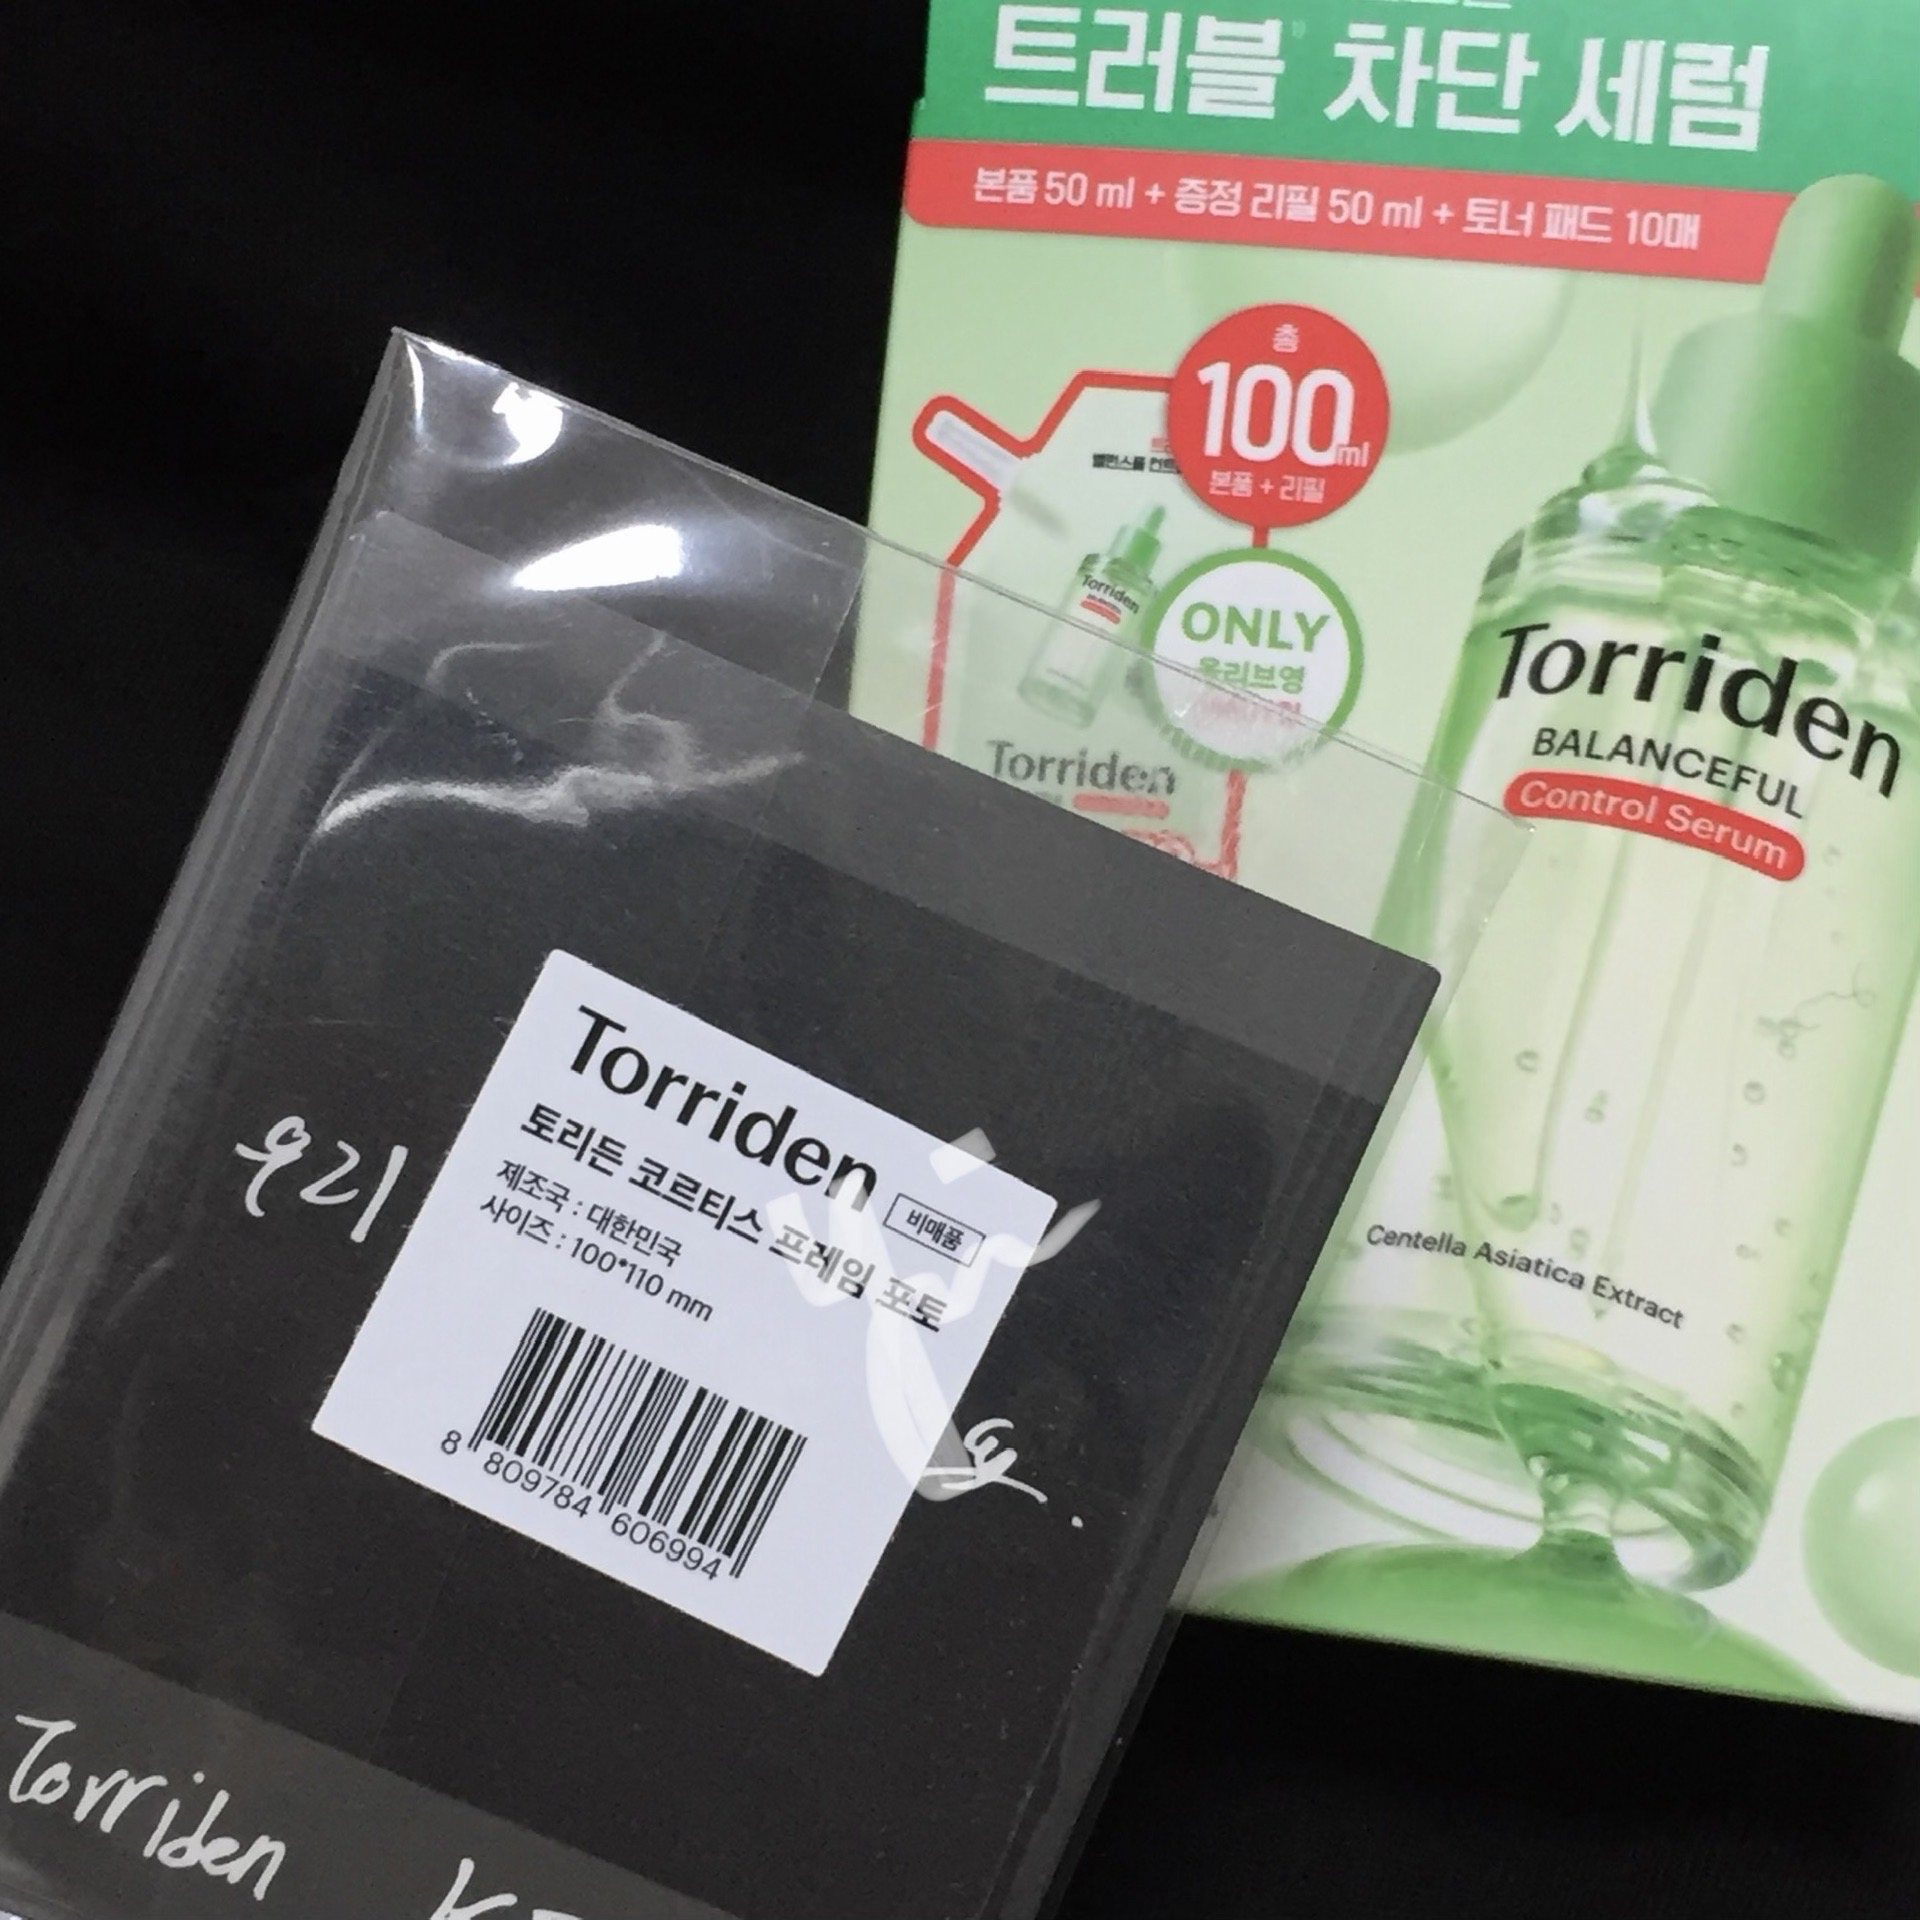 트러블 차단 세럼
본품 50 ml + 증정 리필 50 ml + 토너 패드 10매
총
100ml
본품 + 리필
Torriden
ONLY
올리브영
Torriden
Torriden
BALANCEFUL
Control Serum
Centella Asiatica Extract
Torriden
토리든 코르티스 프레임 포토
비매품
제조국 : 대한민국
사이즈 : 100*110 mm
8 809784 606994
우리
Torriden